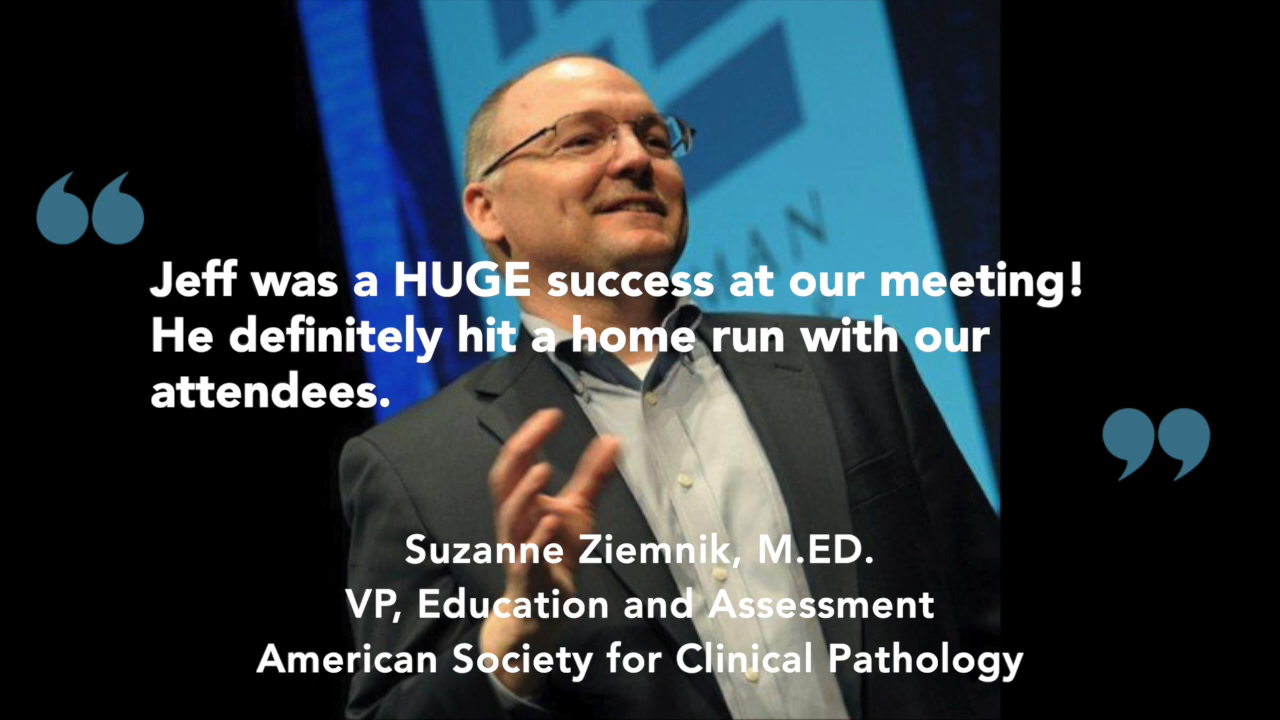 “
Jeff was a HUGE success at our meeting!
He definitely hit a home run with our
attendees.
”
Suzanne Ziemnik, M.ED.
VP, Education and Assessment
American Society for Clinical Pathology